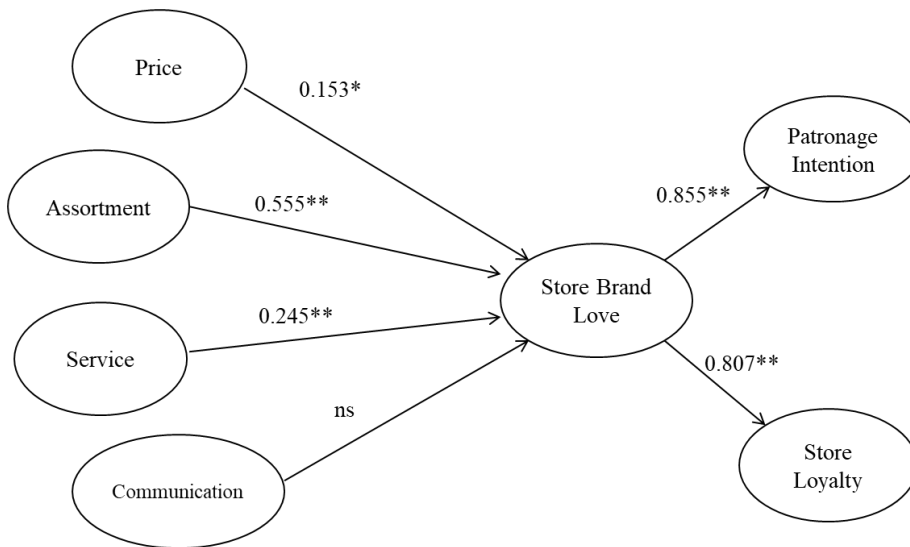 Price
0.153*
Patronage
Intention
Assortment
0.555**
0.855**
Store Brand
Love
Service
0.245**
0.807**
ns
Store
Loyalty
Communication